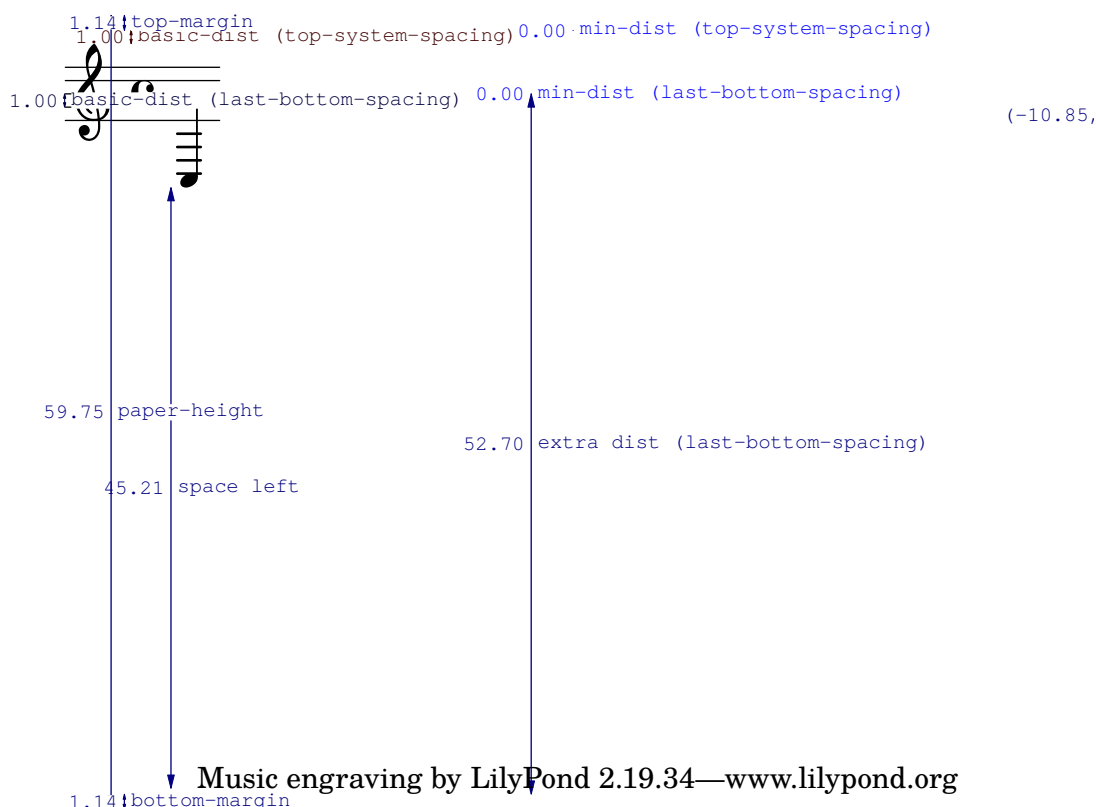 1.14 top-margin
1.00 basic-dist (top-system-spacing) 0.00 min-dist (top-system-spacing)
1.00 basic-dist (last-bottom-spacing) 0.00 min-dist (last-bottom-spacing)
(-10.85,
59.75 paper-height
52.70 extra dist (last-bottom-spacing)
45.21 space left
Music engraving by LilyPond 2.19.34—www.lilypond.org
1.14 bottom-margin